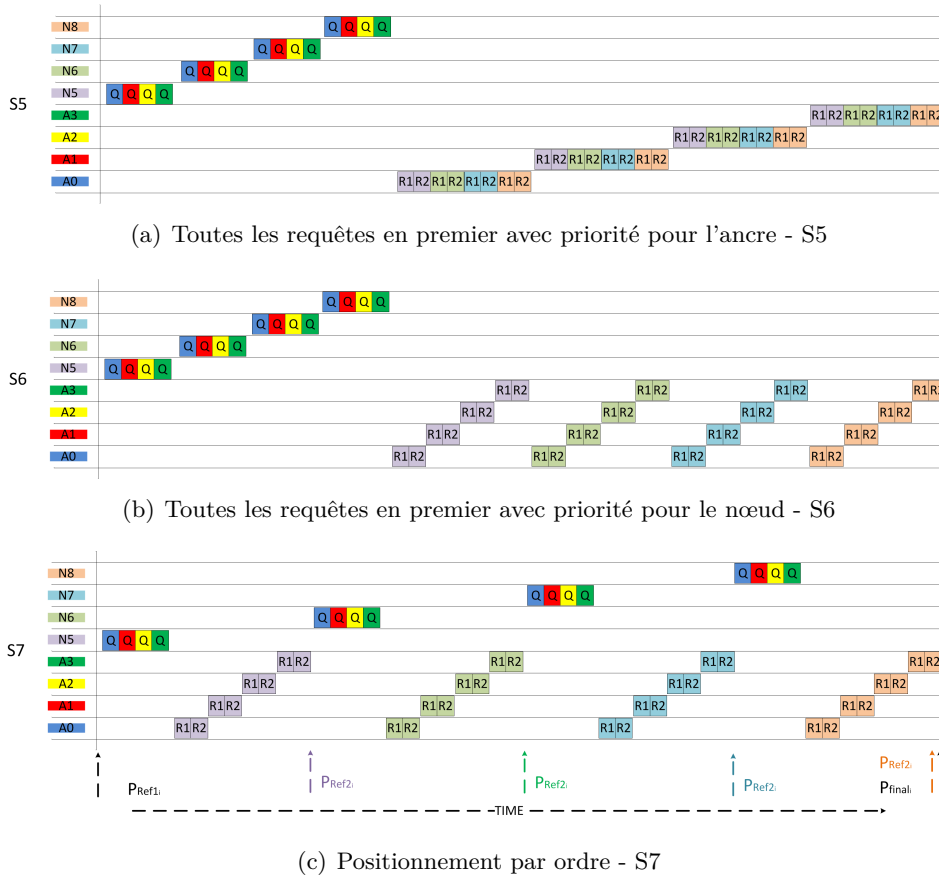 N8 Q Q Q Q
N7 Q Q Q Q
N6 Q Q Q Q
N5 Q Q Q Q
S5
A3 R1 R2 R1 R2 R1 R2 R1 R2
A2 R1 R2 R1 R2 R1 R2 R1 R2
A1 R1 R2 R1 R2 R1 R2 R1 R2
A0 R1 R2 R1 R2 R1 R2 R1 R2
(a) Toutes les requêtes en premier avec priorité pour l'ancre - S5
N8 Q Q Q Q
N7 Q Q Q Q
N6 Q Q Q Q
N5 Q Q Q Q
S6
A3 R1 R2 R1 R2 R1 R2 R1 R2
A2 R1 R2 R1 R2 R1 R2 R1 R2
A1 R1 R2 R1 R2 R1 R2 R1 R2
A0 R1 R2 R1 R2 R1 R2 R1 R2
(b) Toutes les requêtes en premier avec priorité pour le nœud - S6
N8 Q Q Q Q
N7 Q Q Q Q
N6 Q Q Q Q
N5 Q Q Q Q
S7
A3 R1 R2 R1 R2 R1 R2 R1 R2
A2 R1 R2 R1 R2 R1 R2 R1 R2
A1 R1 R2 R1 R2 R1 R2 R1 R2
A0 R1 R2 R1 R2 R1 R2 R1 R2
PRef1i PRef2i PRef2i PRef2i PRef2i
Pfinali
TIME
(c) Positionnement par ordre - S7